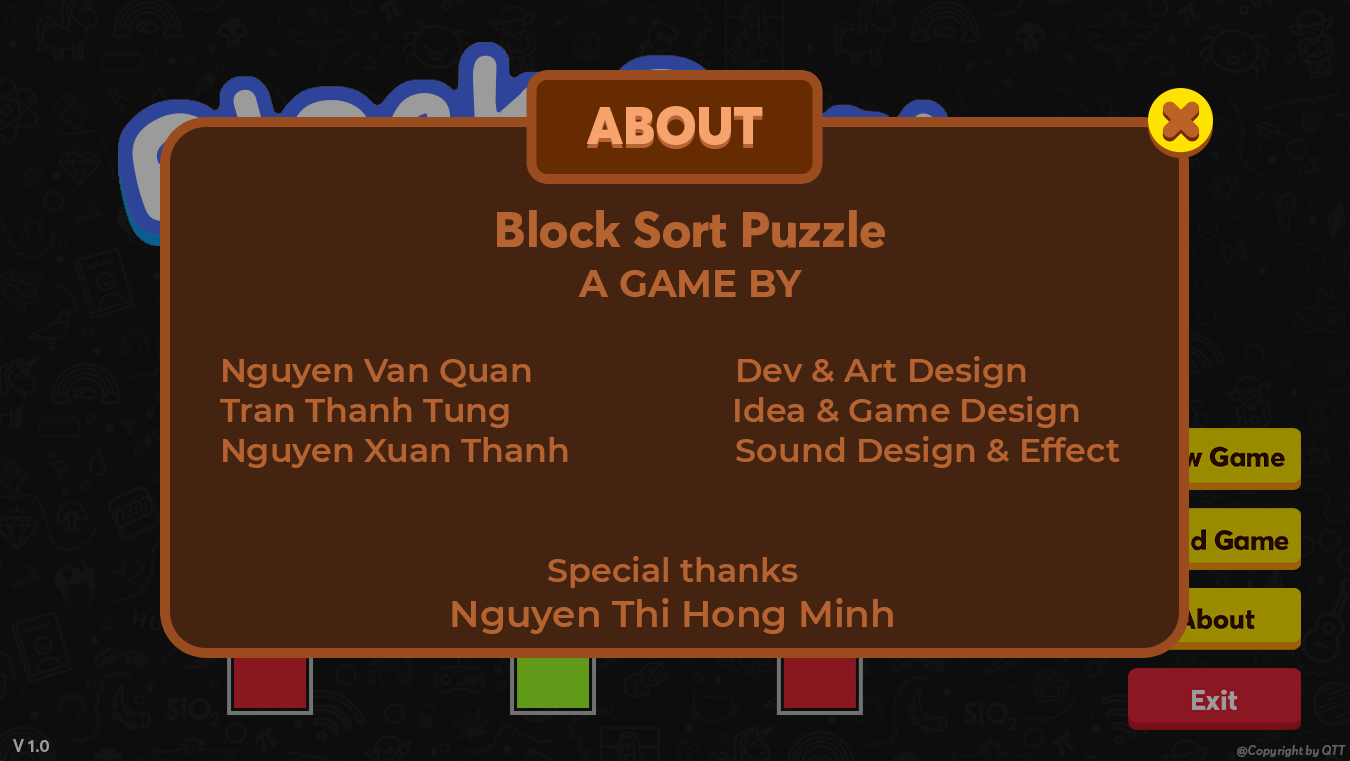 ABOUT
Block Sort Puzzle
A GAME BY
Nguyen Van Quan Dev & Art Design
Tran Thanh Tung Idea & Game Design
Nguyen Xuan Thanh Sound Design & Effect
Special thanks
Nguyen Thi Hong Minh
Game
Game
About
Exit
SiO2
SiO2
V 1.0
@Copyright by QTT